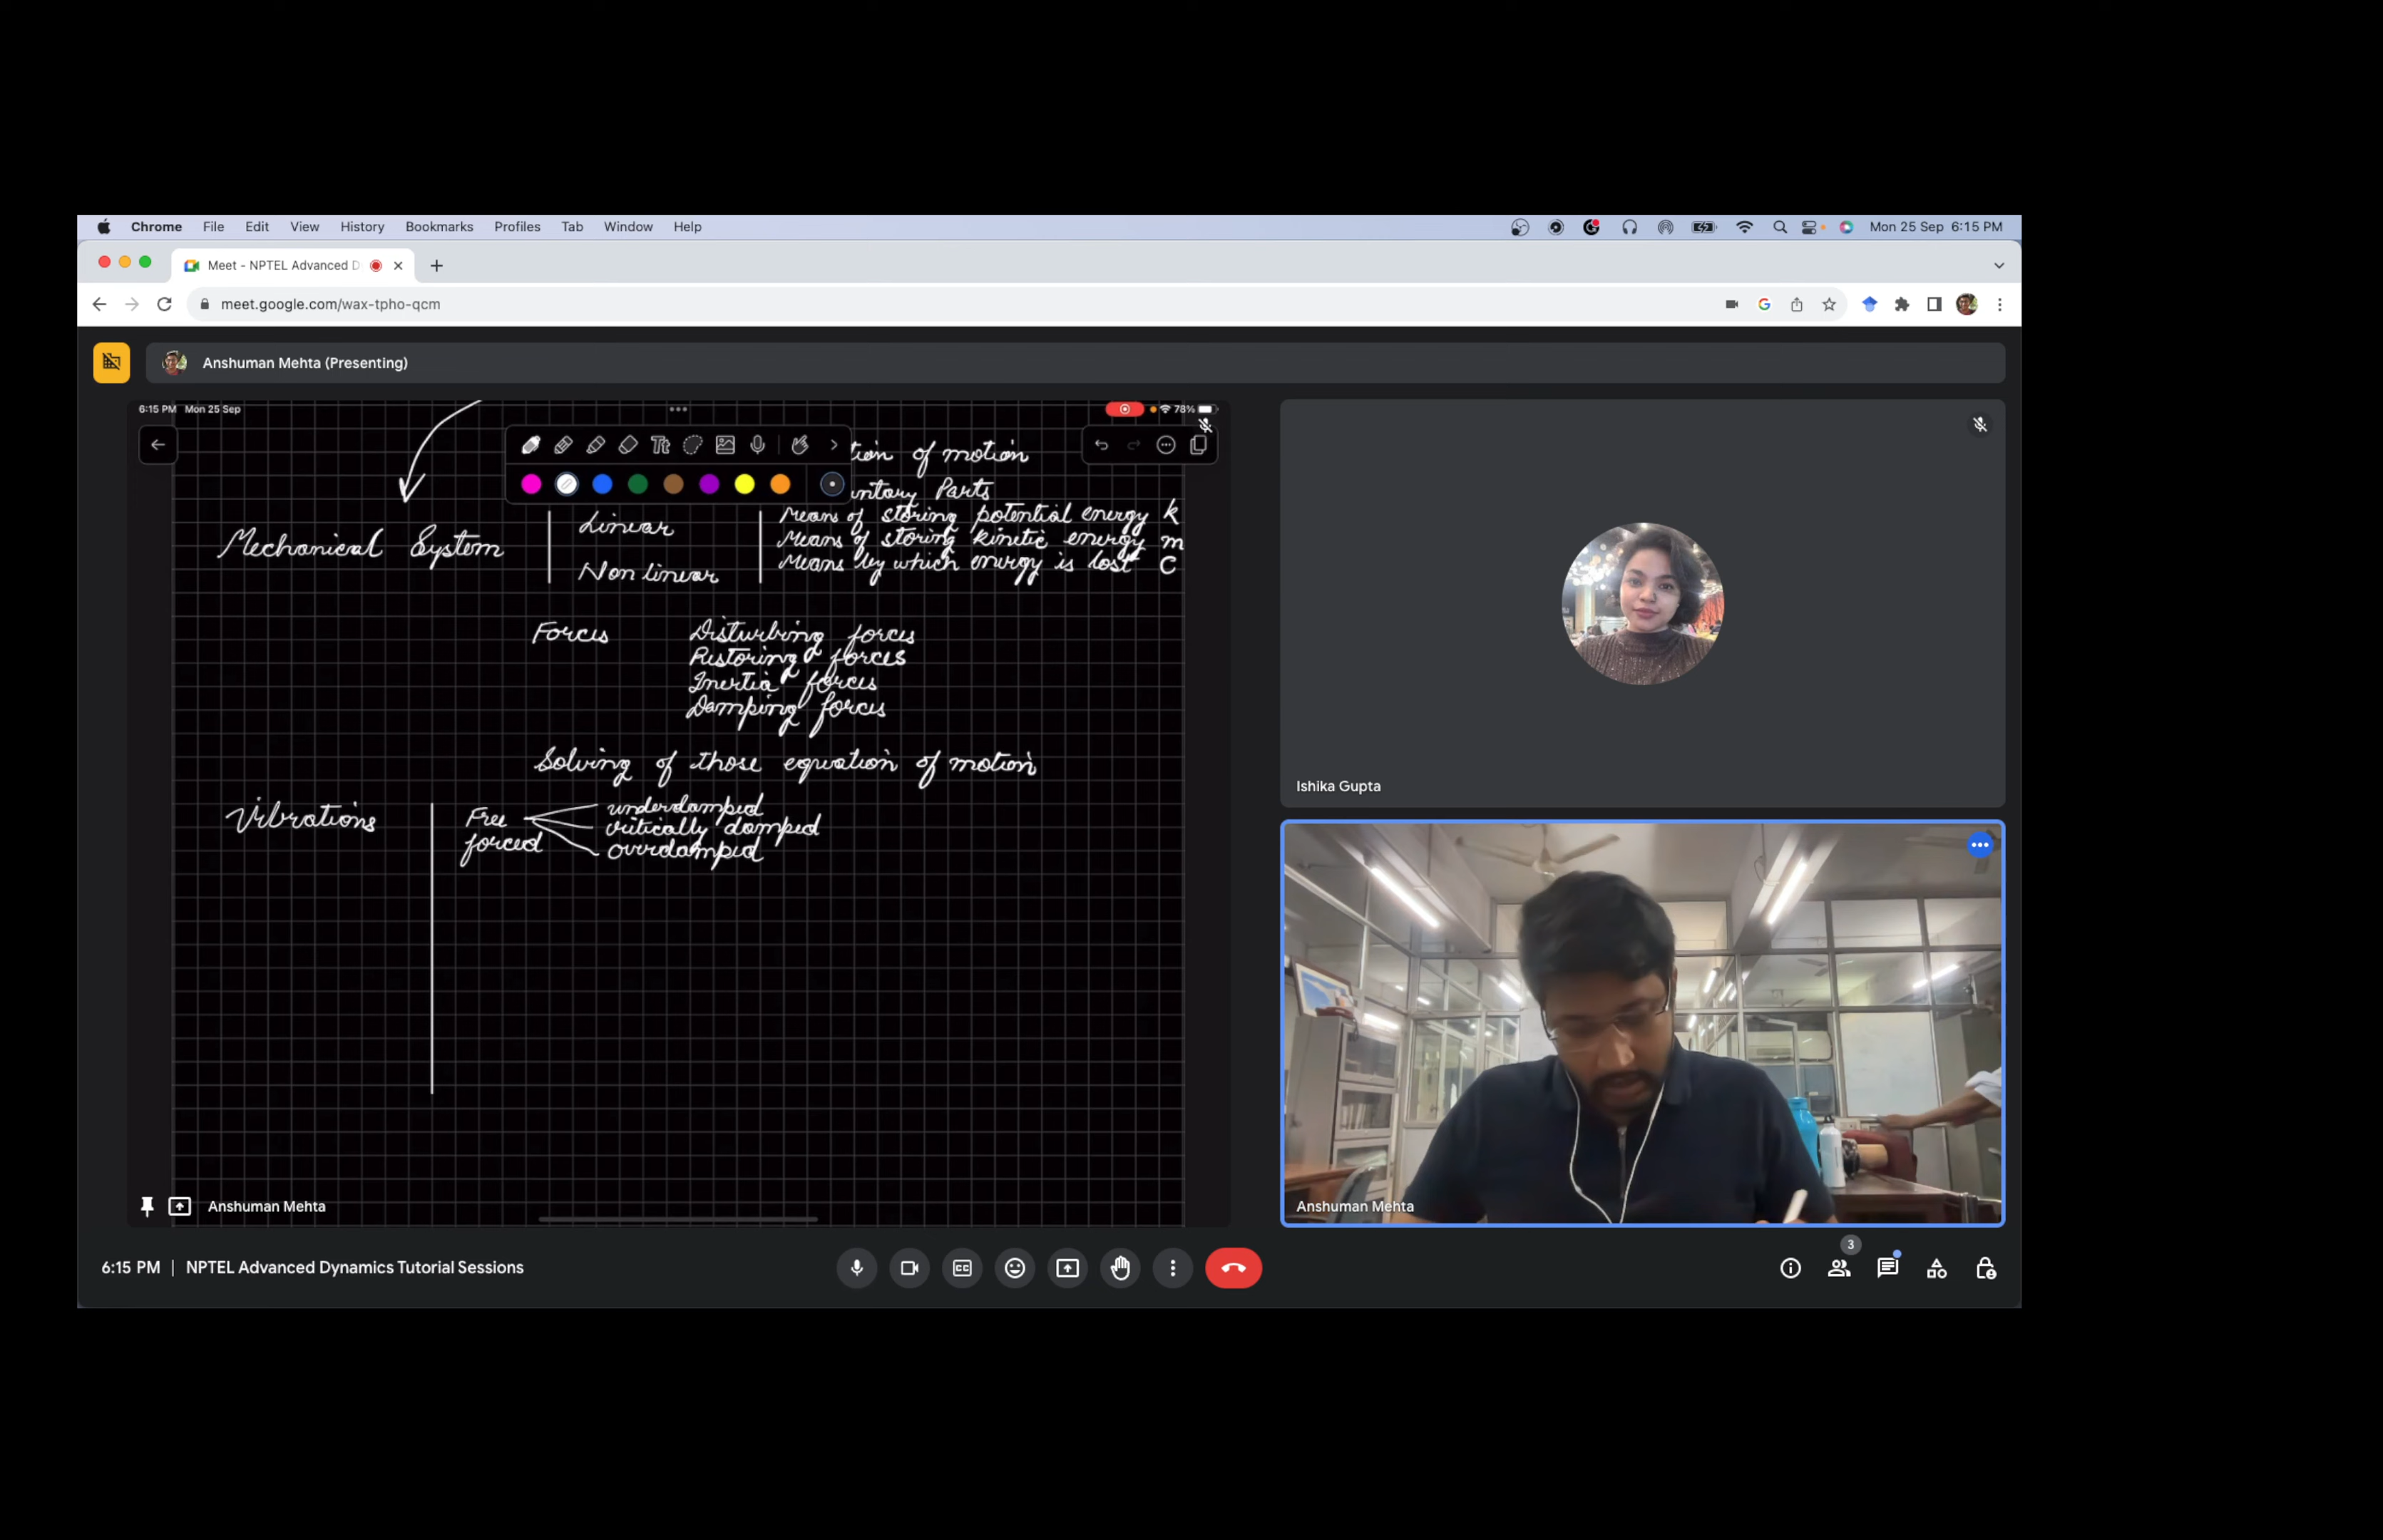 Chrome File Edit View History Bookmarks Profiles Tab Window Help
Mon 25 Sep 6:15 PM
Meet - NPTEL Advanced D
meet.google.com/wax-tpho-qcm
Anshuman Mehta (Presenting)
6:15 PM Mon 25 Sep
78%
Tt
tion of motion
ntary Parts
Mechanical System
Linear
Non linear
Means of storing potential energy k
Means of storing kinetic energy m
Means by which energy is lost C
Forces
Disturbing forces
Restoring forces
Inertia forces
Damping forces
Solving of those equation of motion
Vibrations
Free
forced
underdamped
critically damped
overdamped
Anshuman Mehta
Ishika Gupta
Anshuman Mehta
6:15 PM | NPTEL Advanced Dynamics Tutorial Sessions
CC
3